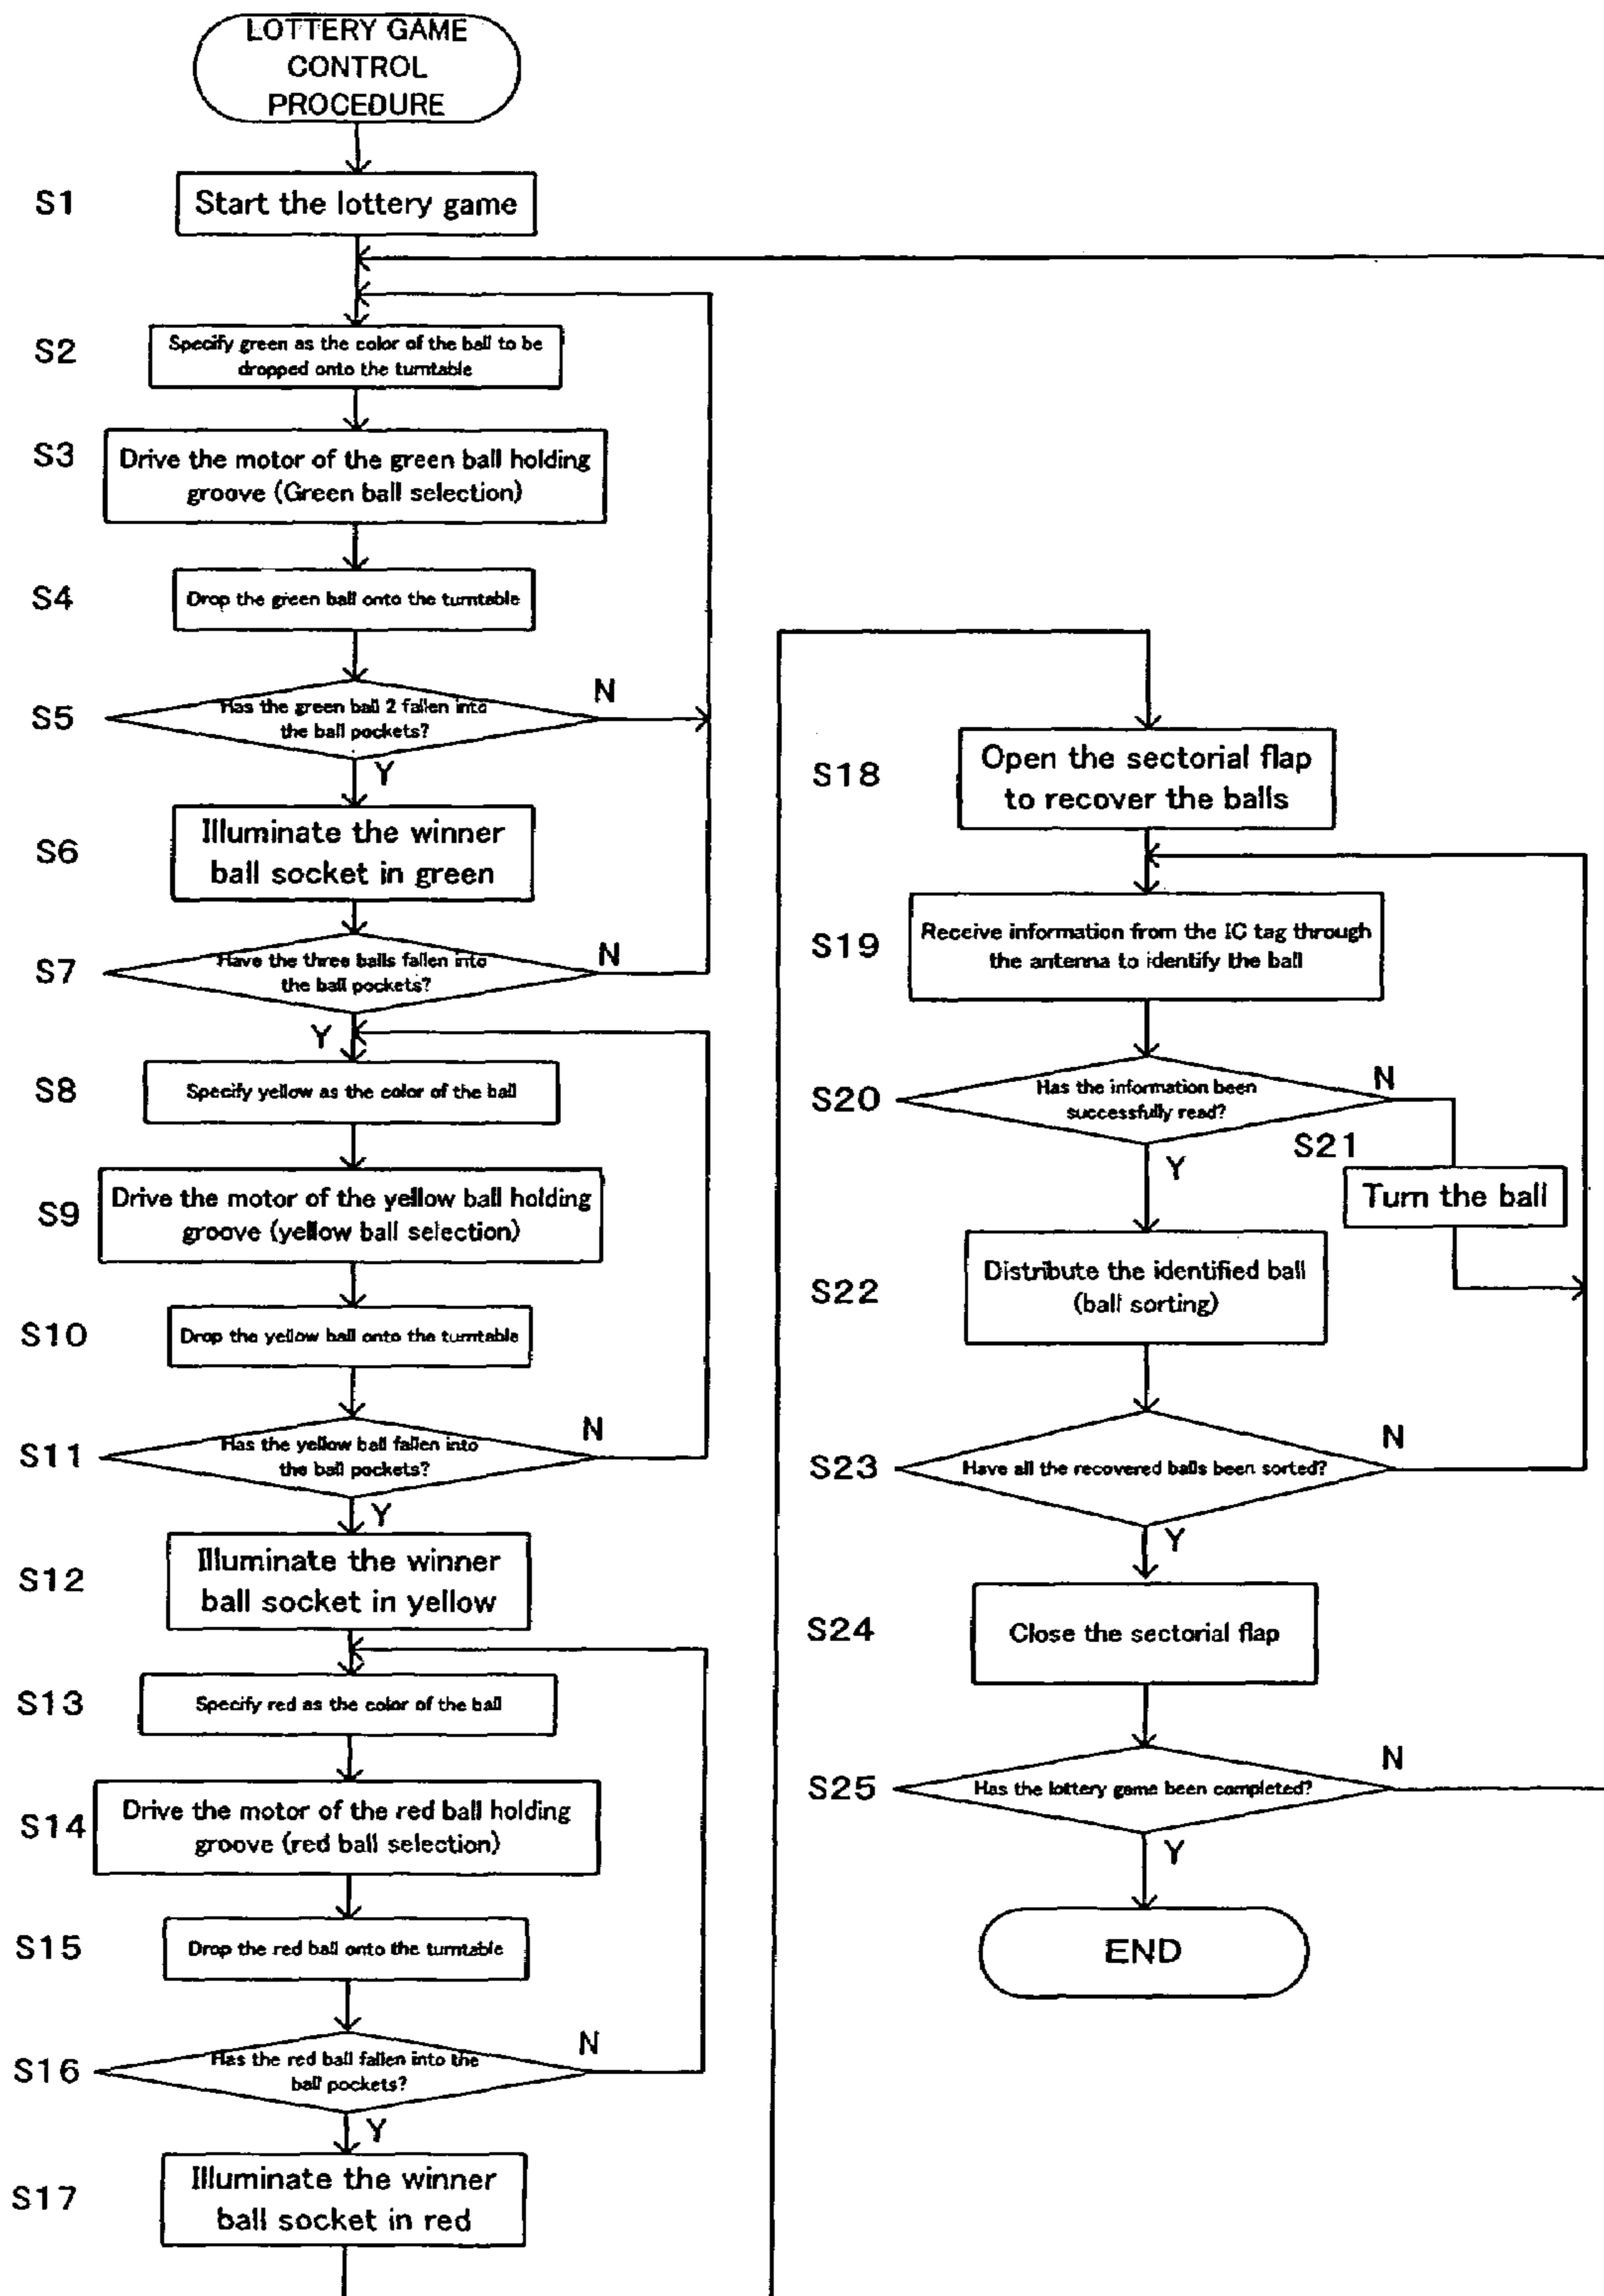 LOTTERY GAME
CONTROL
PROCEDURE
S1
Start the lottery game
S2
Specify green as the color of the ball to be
dropped onto the turntable
S3
Drive the motor of the green ball holding
groove (Green ball selection)
S4
Drop the green ball onto the turntable
S5
Has the green ball 2 fallen into
the ball pockets?
N
Y
S6
Illuminate the winner
ball socket in green
S7
Have the three balls fallen into
the ball pockets?
N
Y
S8
Specify yellow as the color of the ball
S9
Drive the motor of the yellow ball holding
groove (yellow ball selection)
S10
Drop the yellow ball onto the turntable
S11
Has the yellow ball fallen into
the ball pockets?
N
Y
S12
Illuminate the winner
ball socket in yellow
S13
Specify red as the color of the ball
S14
Drive the motor of the red ball holding
groove (red ball selection)
S15
Drop the red ball onto the turntable
S16
Has the red ball fallen into the
ball pockets?
N
Y
S17
Illuminate the winner
ball socket in red
S18
Open the sectorial flap
to recover the balls
S19
Receive information from the IC tag through
the antenna to identify the ball
S20
Has the information been
successfully read?
N
Y
S21
Turn the ball
S22
Distribute the identified ball
(ball sorting)
S23
Have all the recovered balls been sorted?
N
Y
S24
Close the sectorial flap
S25
Has the lottery game been completed?
N
Y
END